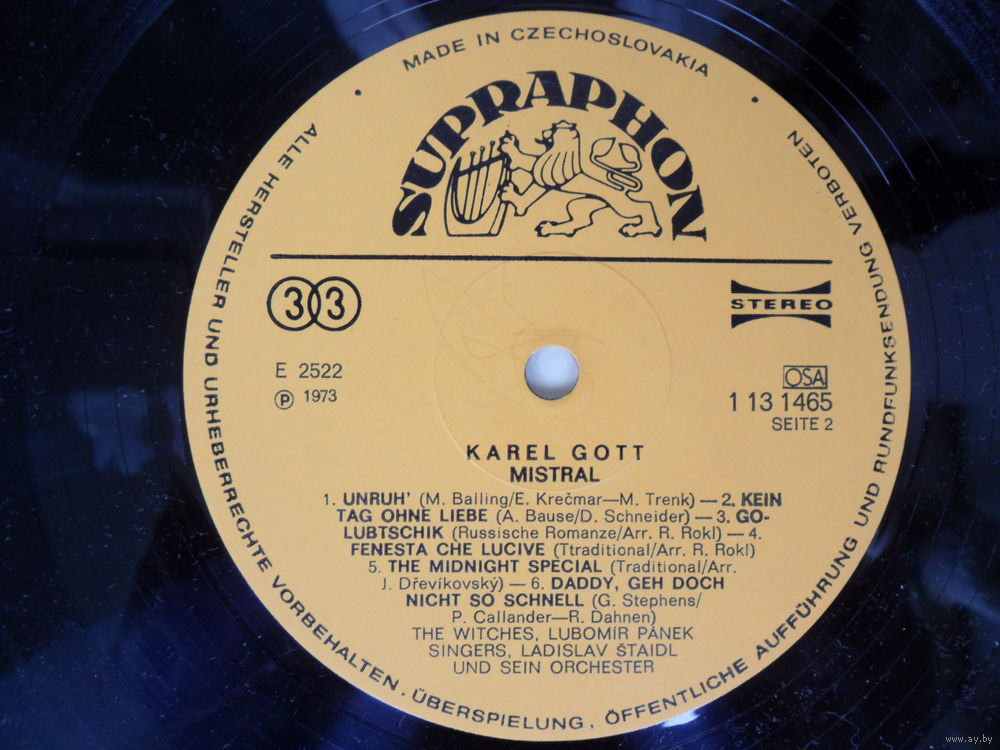 MADE IN CZECHOSLOVAKIA
SUPRAPHON
33
STEREO
E 2522
Ⓟ 1973
OSA
1 13 1465
SEITE 2
KAREL GOTT
MISTRAL
1. UNRUH' (M. Balling/E. Krečmar—M. Trenk) — 2. KEIN
TAG OHNE LIEBE (A. Bause/D. Schneider) — 3. GO-
LUBTSCHIK (Russische Romanze/Arr. R. Rokl) — 4.
FENESTA CHE LUCIVE (Ttraditional/Arr. R. Rokl)
5. THE MIDNIGHT SPECIAL (Traditional/Arr.
J. Dřevíkovský) — 6. DADDY, GEH DOCH
NICHT SO SCHNELL (G. Stephens/
P. Callander—R. Dahnen)
THE WITCHES, LUBOMÍR PÁNEK
SINGERS, LADISLAV ŠTAIDL
UND SEIN ORCHESTER
ALLE HERSTELLER UND URHEBERRECHTE VORBEHALTEN. ÜBERSPIELUNG, ÖFFENTLICHE AUFFÜHRUNG UND RUNDFUNKSENDUNG VERBOTEN
www.ay.by